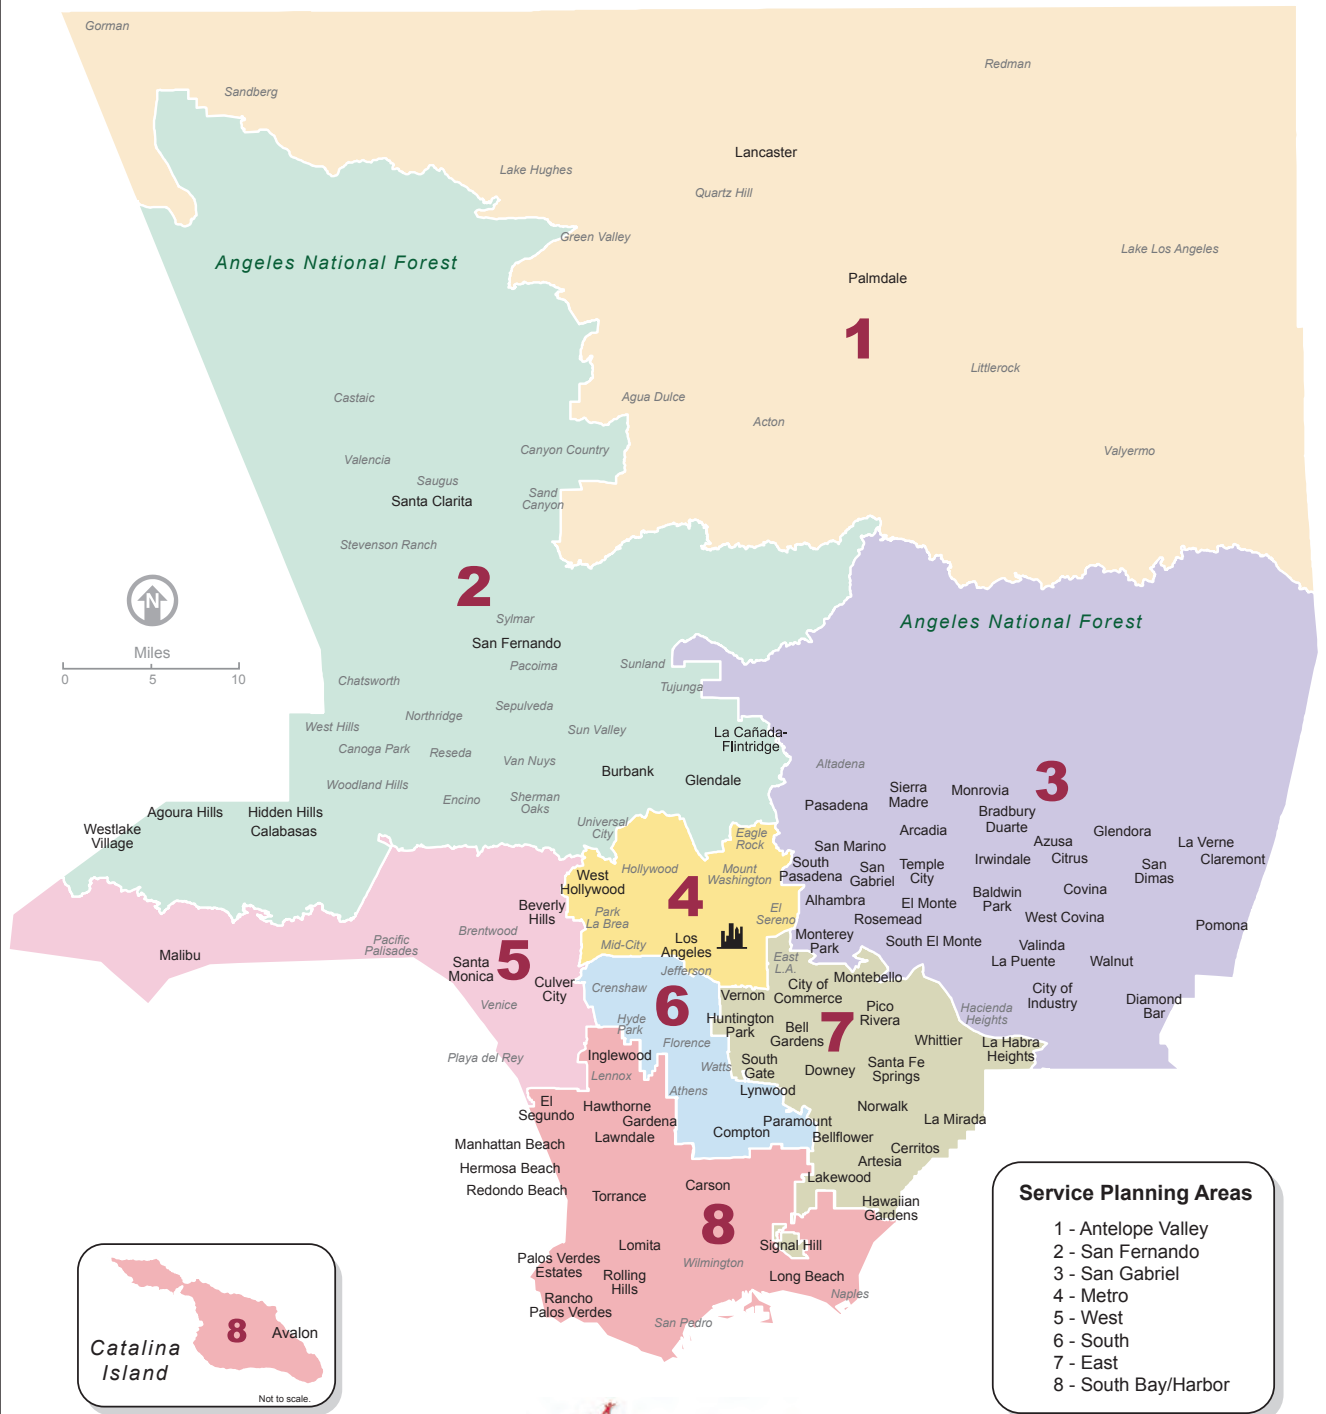 Gorman
Redman
Sandberg
Lancaster
Lake Hughes
Quartz Hill
Green Valley
Lake Los Angeles
Angeles National Forest
Palmdale
1
Littlerock
Castaic
Agua Dulce
Acton
Canyon Country
Valyermo
Valencia
Saugus
Santa Clarita
Sand
Canyon
Stevenson Ranch
2
N
Sylmar
Angeles National Forest
San Fernando
Miles
0 5 10
Pacoima
Sunland
Chatsworth
Tujunga
Sepulveda
Northridge
West Hills
Sun Valley
La Cañada-
Flintridge
Canoga Park
Reseda
Van Nuys
Altadena
Burbank
Glendale
3
Woodland Hills
Encino
Sherman
Oaks
Sierra
Madre
Monrovia
Pasadena
Agoura Hills
Hidden Hills
Calabasas
Westlake
Village
Universal
City
Eagle
Rock
Bradbury
Duarte
Arcadia
Azusa
Citrus
Glendora
La Verne
Claremont
San Marino
South
Pasadena
San
Gabriel
Temple
City
Irwindale
San
Dimas
West
Hollywood
Hollywood
Mount
Washington
4
Alhambra
El Monte
Baldwin
Park
Covina
Beverly
Hills
Park
La Brea
El
Sereno
Rosemead
West Covina
Pomona
Brentwood
Pacific
Palisades
Mid-City
Los
Angeles
Monterey
Park
South El Monte
Valinda
La Puente
Walnut
Malibu
Santa
Monica
5
Culver
City
Jefferson
East
L.A.
City of
Commerce
Montebello
Crenshaw
6
Vernon
City of
Industry
Diamond
Bar
Venice
Hyde
Park
Huntington
Park
Bell
Gardens
7
Pico
Rivera
Hacienda
Heights
Florence
Whittier
La Habra
Heights
Playa del Rey
Inglewood
Lennox
Watts
South
Gate
Downey
Santa Fe
Springs
Athens
Lynwood
El
Segundo
Hawthorne
Gardena
Lawndale
Norwalk
La Mirada
Paramount
Compton
Bellflower
Manhattan Beach
Cerritos
Artesia
Hermosa Beach
Lakewood
Redondo Beach
Torrance
Carson
Hawaiian
Gardens
8
Lomita
Signal Hill
Palos Verdes
Estates
Wilmington
Rolling
Hills
Long Beach
Naples
Rancho
Palos Verdes
San Pedro
8
Avalon
Catalina
Island
Not to scale.
Service Planning Areas
1 - Antelope Valley
2 - San Fernando
3 - San Gabriel
4 - Metro
5 - West
6 - South
7 - East
8 - South Bay/Harbor